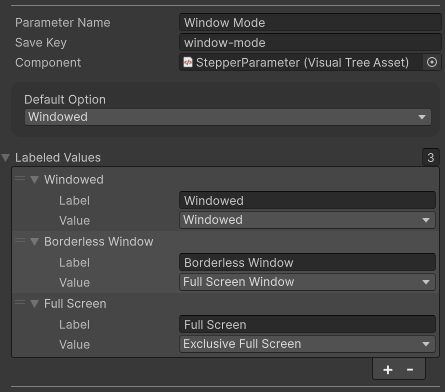 Parameter Name Window Mode
Save Key window-mode
Component StepperParameter (Visual Tree Asset)
Default Option
Windowed
Labeled Values 3
Windowed
Label Windowed
Value Windowed
Borderless Window
Label Borderless Window
Value Full Screen Window
Full Screen
Label Full Screen
Value Exclusive Full Screen
+ -